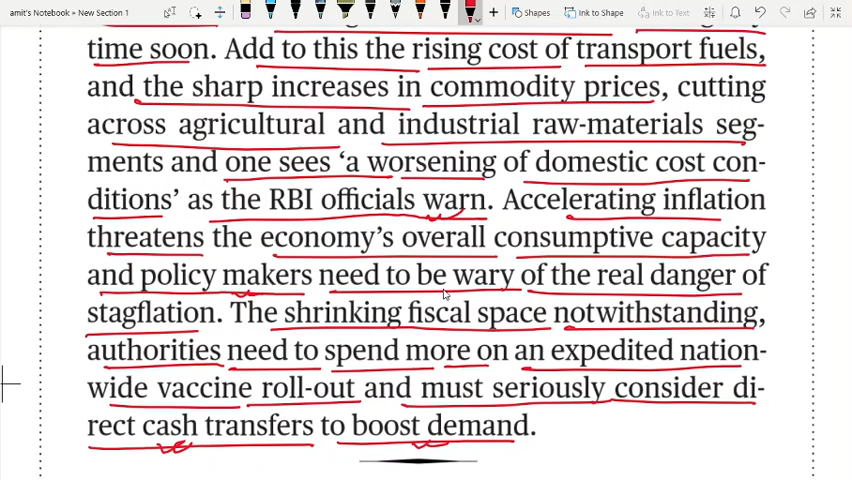 amit's Notebook » New Section 1
Shapes
Ink to Shape
Ink to Text
time soon. Add to this the rising cost of transport fuels,
and the sharp increases in commodity prices, cutting
across agricultural and industrial raw-materials seg-
ments and one sees ‘a worsening of domestic cost con-
ditions’ as the RBI officials warn. Accelerating inflation
threatens the economy’s overall consumptive capacity
and policy makers need to be wary of the real danger of
stagflation. The shrinking fiscal space notwithstanding,
authorities need to spend more on an expedited nation-
wide vaccine roll-out and must seriously consider di-
rect cash transfers to boost demand.